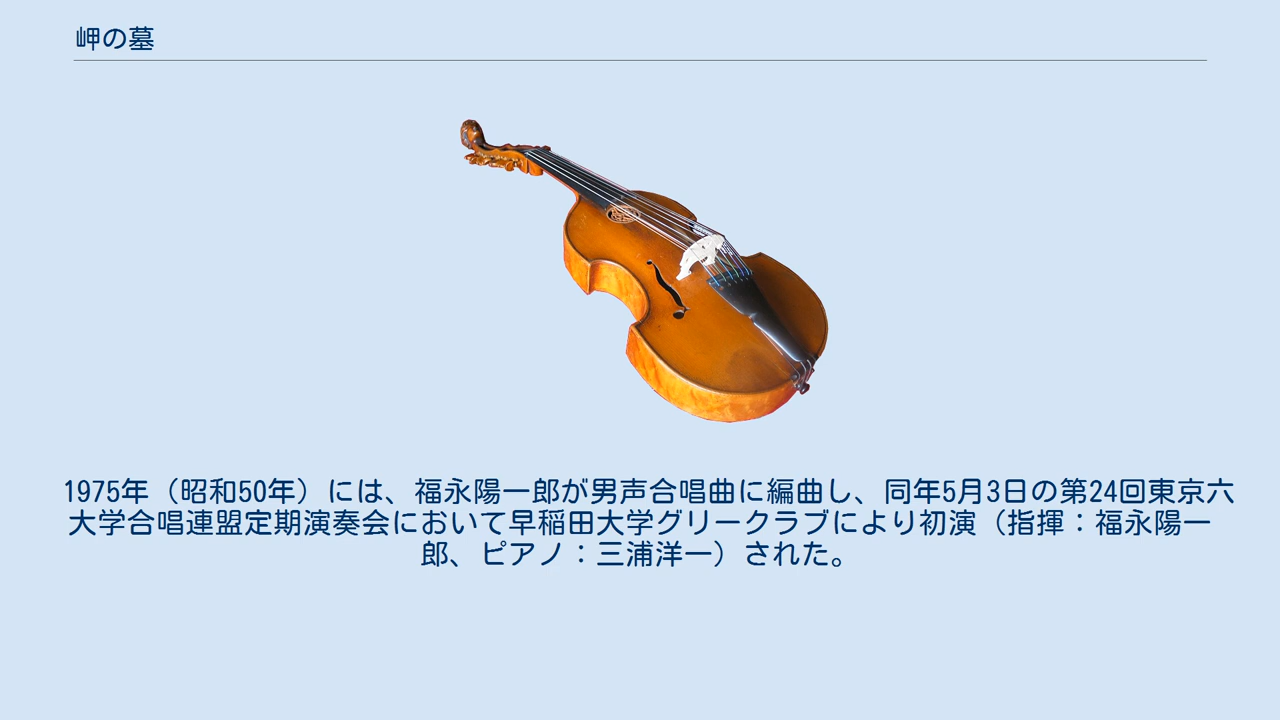 岬の墓
1975年（昭和50年）には、福永陽一郎が男声合唱曲に編曲し、同年5月3日の第24回東京六
大学合唱連盟定期演奏会において早稲田大学グリークラブにより初演（指揮：福永陽一
郎、ピアノ：三浦洋一）された。